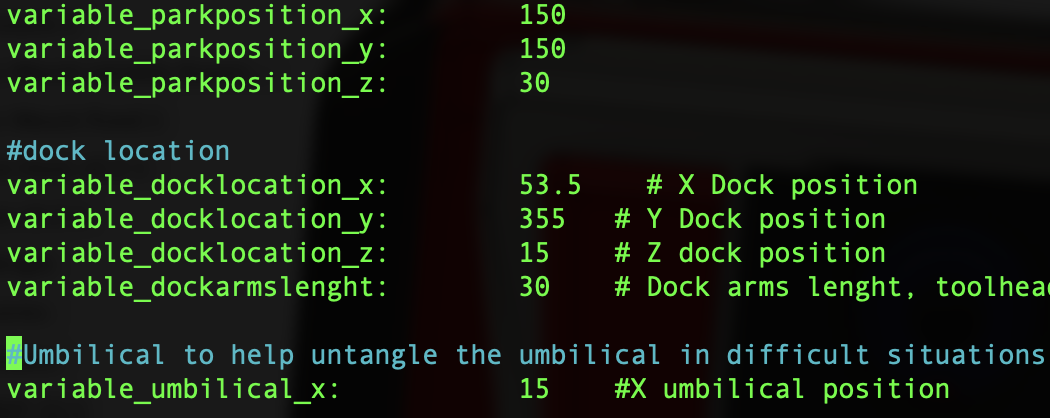 variable_parkposition_x: 150
variable_parkposition_y: 150
variable_parkposition_z: 30
#dock location
variable_docklocation_x: 53.5 # X Dock position
variable_docklocation_y: 355 # Y Dock position
variable_docklocation_z: 15 # Z dock position
variable_dockarmslenght: 30 # Dock arms lenght, toolhead
#Umbilical to help untangle the umbilical in difficult situations
variable_umbilical_x: 15 #X umbilical position